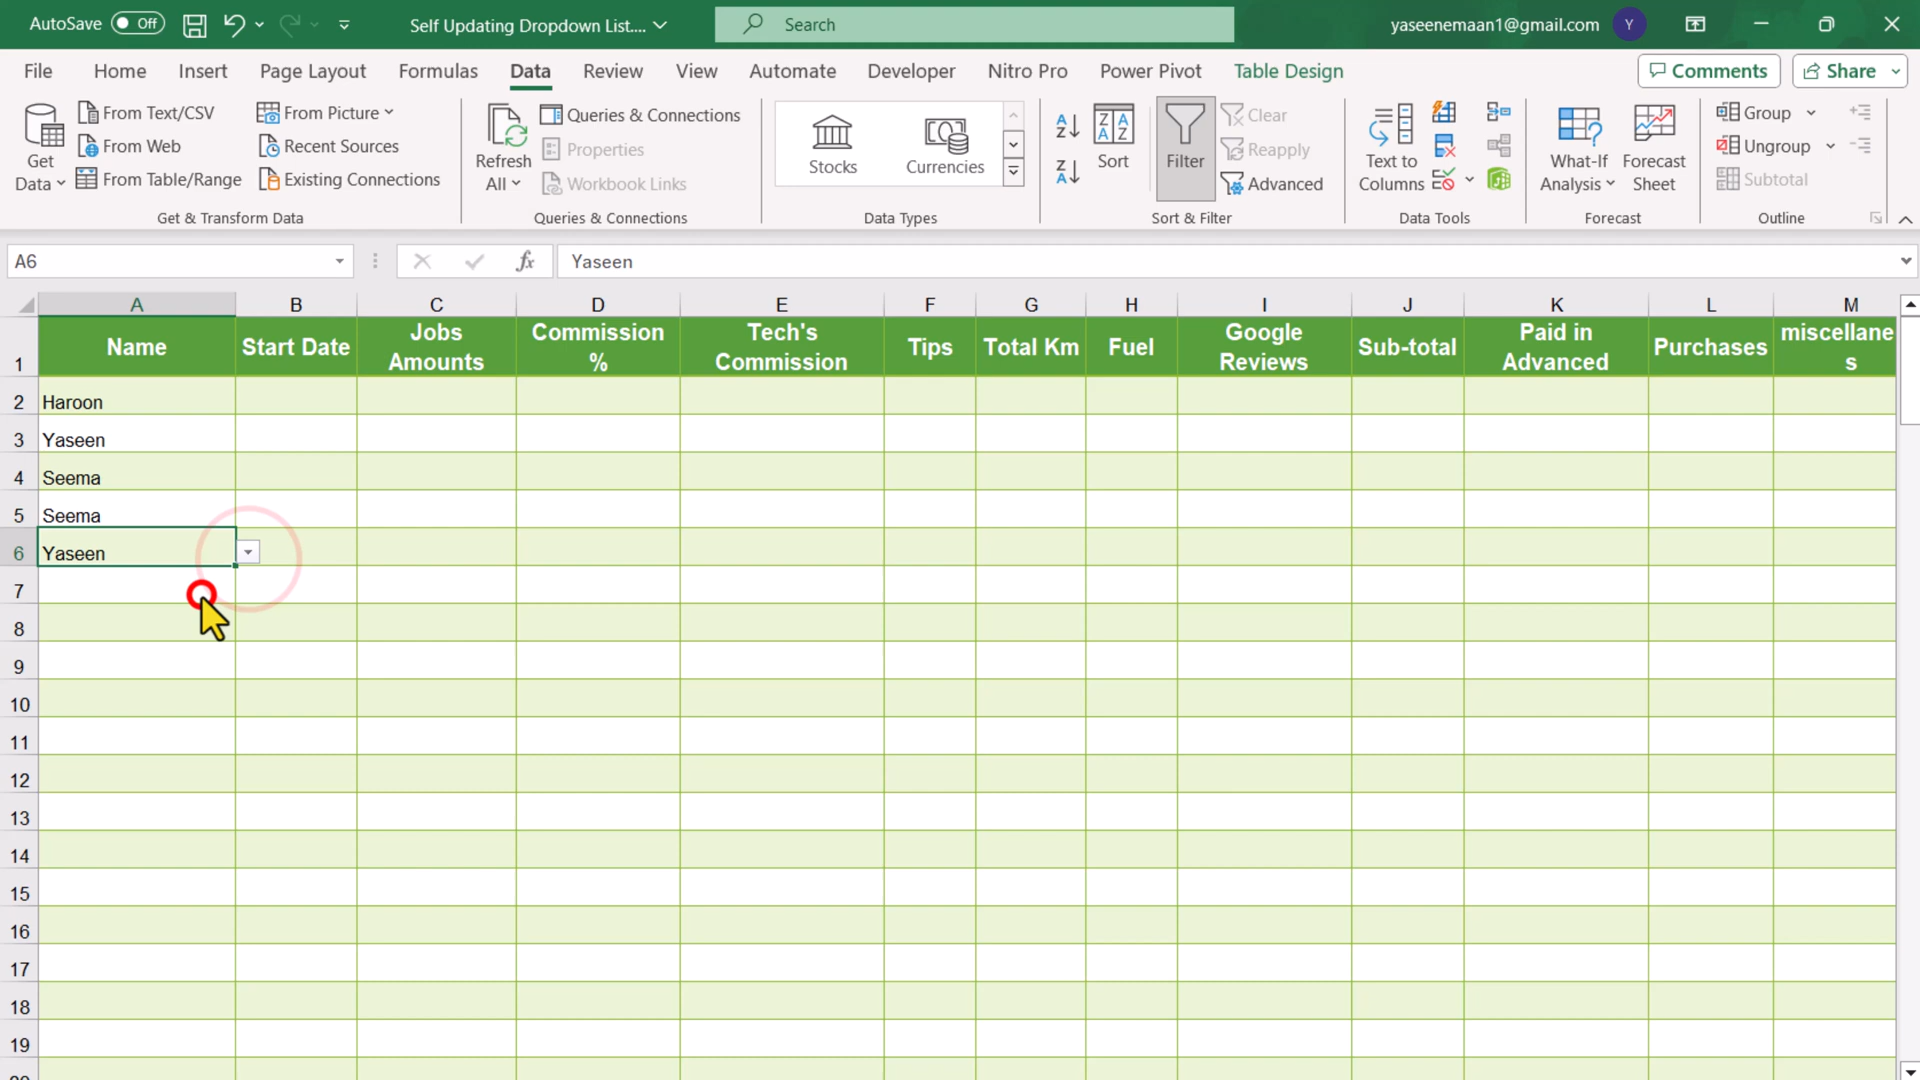 AutoSave Off Self Updating Dropdown List.... Search yaseenemaan1@gmail.com Y
File Home Insert Page Layout Formulas Data Review View Automate Developer Nitro Pro Power Pivot Table Design Comments Share
Get Data
From Text/CSV
From Web
From Table/Range
From Picture
Recent Sources
Existing Connections
Get & Transform Data
Refresh All
Queries & Connections
Properties
Workbook Links
Queries & Connections
Stocks
Currencies
Data Types
Sort
Filter
Clear
Reapply
Advanced
Sort & Filter
Text to Columns
Data Tools
What-If Analysis
Forecast Sheet
Forecast
Group
Ungroup
Subtotal
Outline
A6 fx Yaseen
A B C D E F G H I J K L M
1 Name Start Date Jobs Amounts Commission % Tech's Commission Tips Total Km Fuel Google Reviews Sub-total Paid in Advanced Purchases miscellane s
2 Haroon
3 Yaseen
4 Seema
5 Seema
6 Yaseen
7
8
9
10
11
12
13
14
15
16
17
18
19